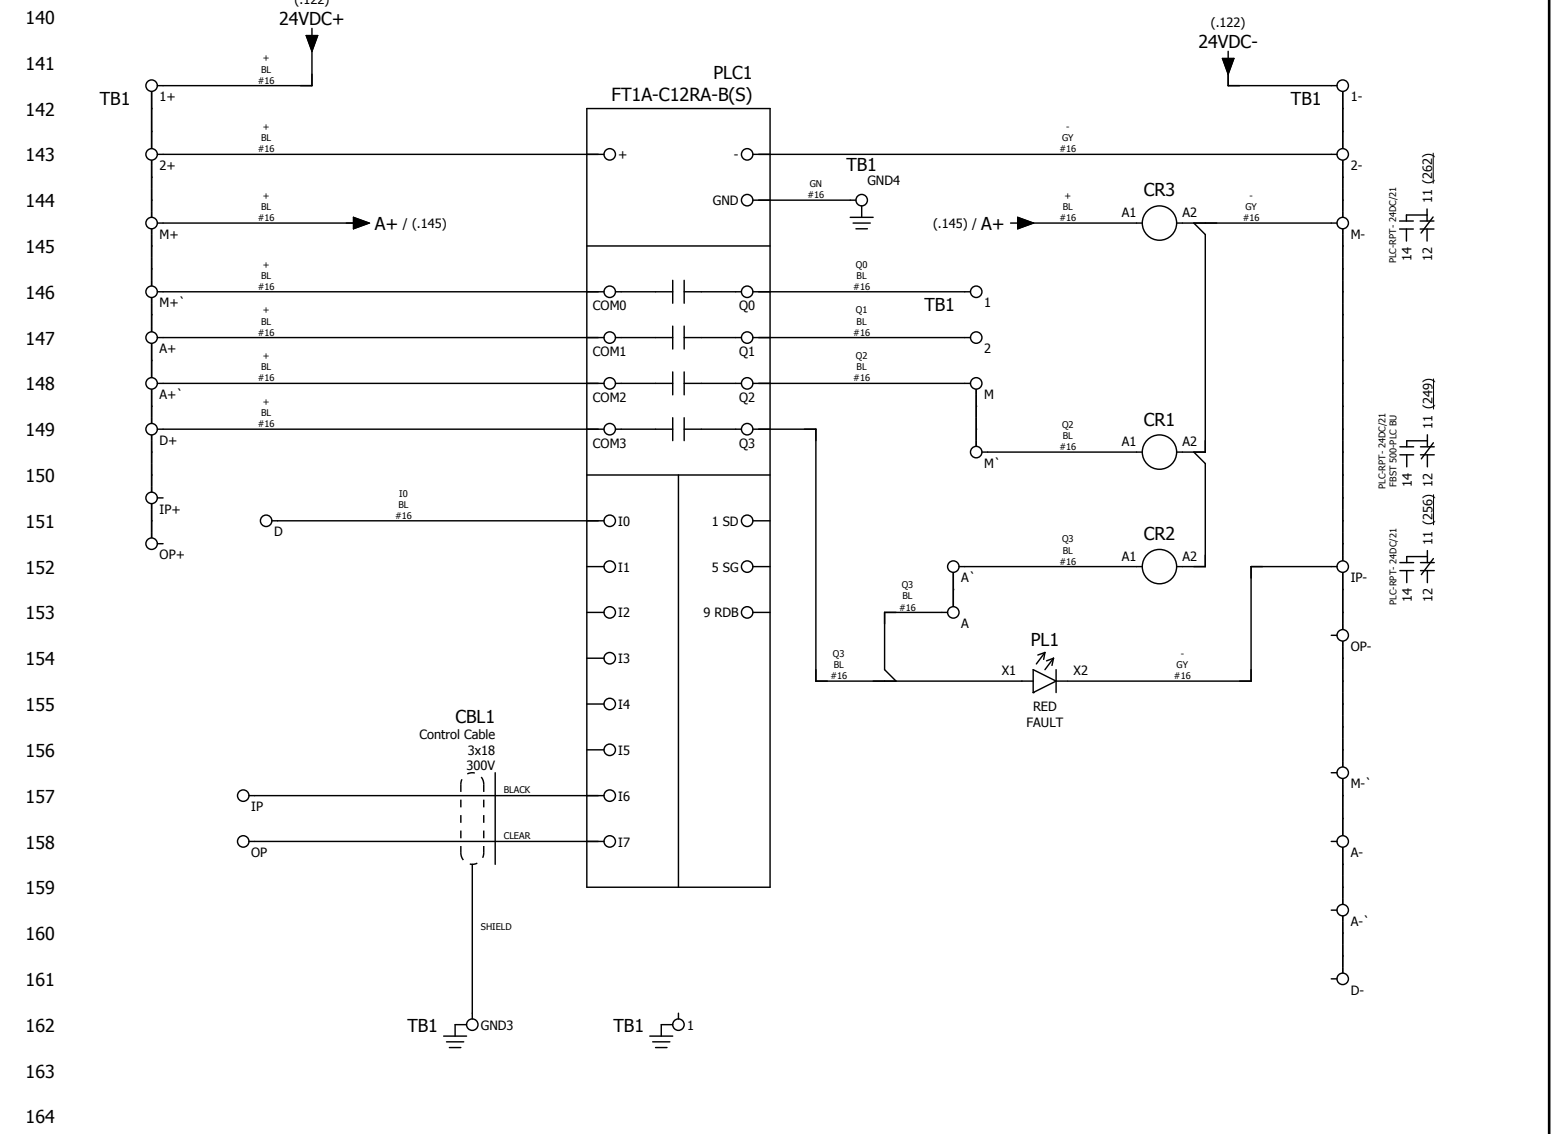 140
(.122)
24VDC+
(.122)
24VDC-
141
+
BL
#16
TB1
1+
PLC1
FT1A-C12RA-B(S)
TB1
1-
142
143
+
BL
#16
2+
+
-
-
GY
#16
2-
144
TB1
GND4
GND
GN
#16
+
BL
#16
M+
A+ / (.145)
(.145) / A+
+
BL
#16
CR3
A1
A2
-
GY
#16
M-
PLC-RPT- 24DC/21
14
12
11 (262)
145
146
+
BL
#16
M+`
COM0
Q0
Q0
BL
#16
TB1
1
147
+
BL
#16
A+
COM1
Q1
Q1
BL
#16
2
148
+
BL
#16
A+`
COM2
Q2
Q2
BL
#16
M
149
+
BL
#16
D+
COM3
Q3
Q2
BL
#16
M`
CR1
A1
A2
PLC-RPT- 24DC/21
FBST 500-PLC BU
14
12
11 (249)
150
IP+
151
D
I0
BL
#16
I0
1 SD
OP+
152
I1
5 SG
A`
Q3
BL
#16
CR2
A1
A2
IP-
PLC-RPT- 24DC/21
14
12
11 (256)
153
I2
9 RDB
Q3
BL
#16
A
OP-
154
I3
Q3
BL
#16
PL1
X1
X2
RED
FAULT
-
GY
#16
155
I4
CBL1
Control Cable
3x18
300V
156
I5
M-`
157
IP
BLACK
I6
158
OP
CLEAR
I7
A-
159
160
SHIELD
A-`
161
D-
162
TB1
GND3
TB1
1
163
164